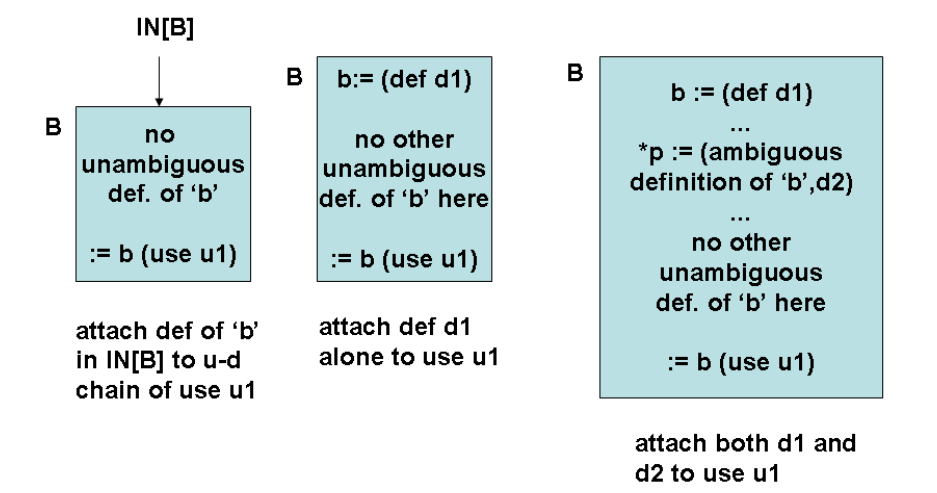 IN[B]
B
no
unambiguous
def. of ‘b’
:= b (use u1)
attach def of ‘b’
in IN[B] to u-d
chain of use u1
B
b:= (def d1)
no other
unambiguous
def. of ‘b’ here
:= b (use u1)
attach def d1
alone to use u1
B
b := (def d1)
...
*p := (ambiguous
definition of ‘b’,d2)
...
no other
unambiguous
def. of ‘b’ here
:= b (use u1)
attach both d1 and
d2 to use u1